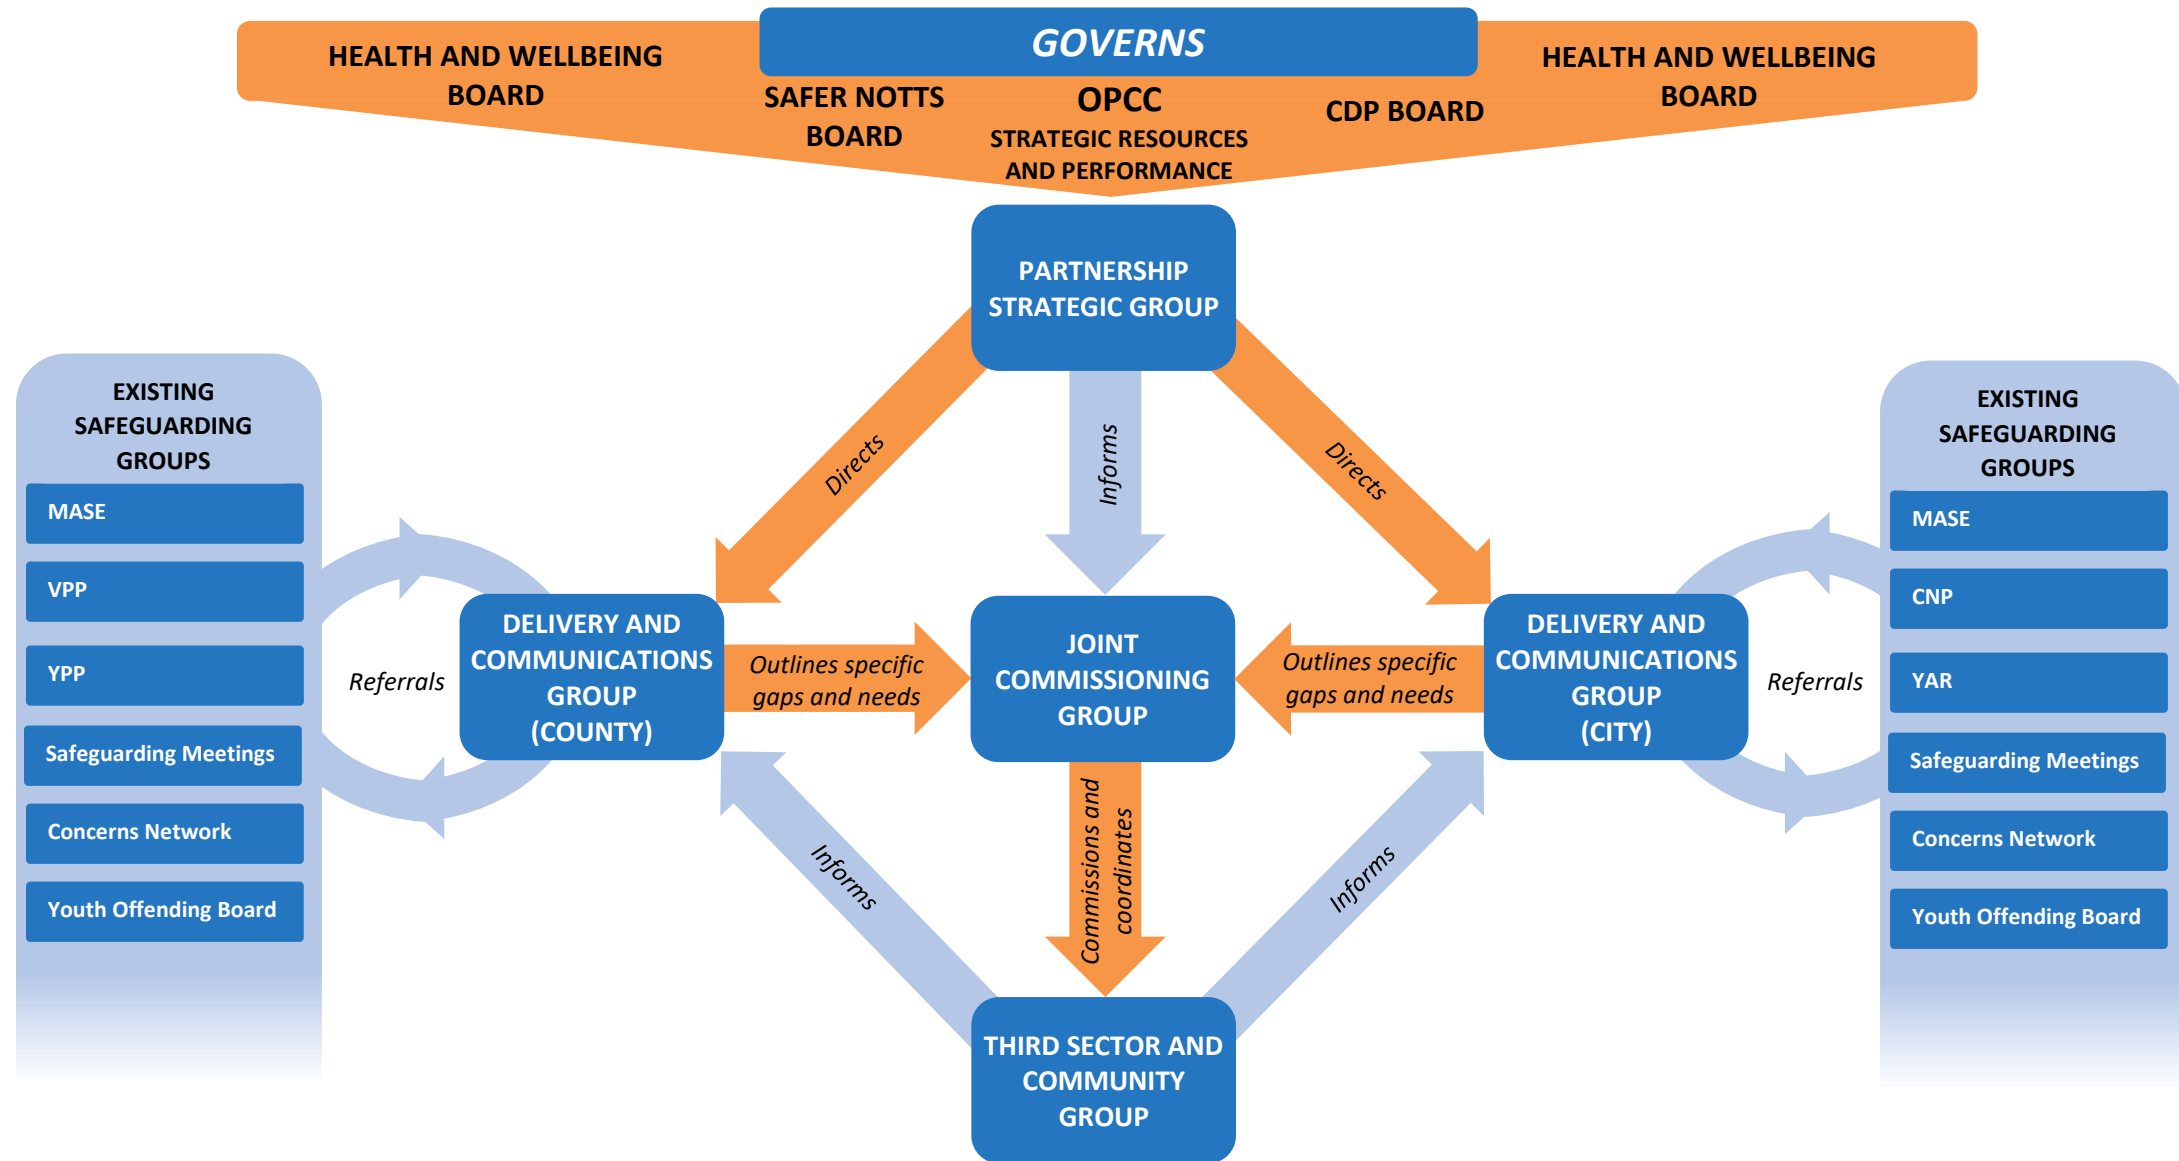 GOVERNS
HEALTH AND WELLBEING
BOARD
SAFER NOTTS
BOARD
OPCC
STRATEGIC RESOURCES
AND PERFORMANCE
CDP BOARD
HEALTH AND WELLBEING
BOARD
PARTNERSHIP
STRATEGIC GROUP
Directs
Informs
Directs
EXISTING
SAFEGUARDING
GROUPS
MASE
VPP
YPP
Safeguarding Meetings
Concerns Network
Youth Offending Board
Referrals
DELIVERY AND
COMMUNICATIONS
GROUP
(COUNTY)
Outlines specific
gaps and needs
JOINT
COMMISSIONING
GROUP
Outlines specific
gaps and needs
DELIVERY AND
COMMUNICATIONS
GROUP
(CITY)
Referrals
EXISTING
SAFEGUARDING
GROUPS
MASE
CNP
YAR
Safeguarding Meetings
Concerns Network
Youth Offending Board
Informs
Commissions and
coordinates
Informs
THIRD SECTOR AND
COMMUNITY
GROUP